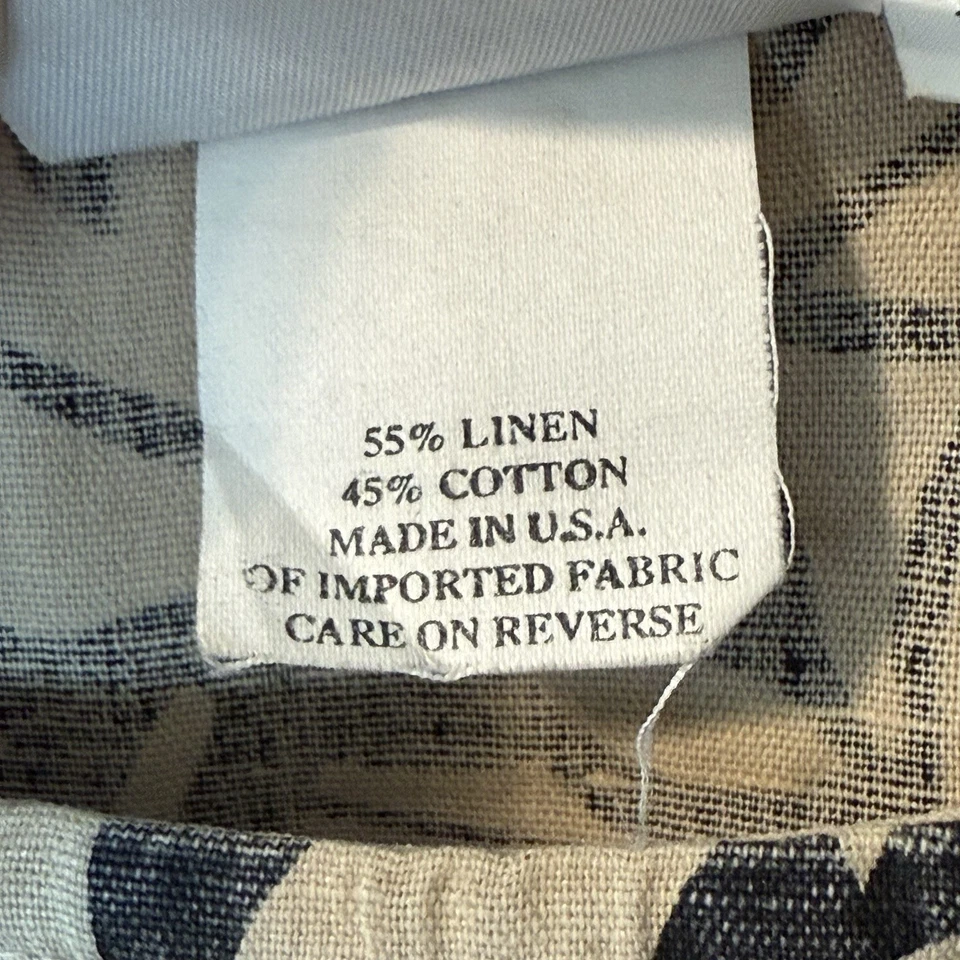 55% LINEN
45% COTTON
MADE IN U.S.A.
OF IMPORTED FABRIC
CARE ON REVERSE